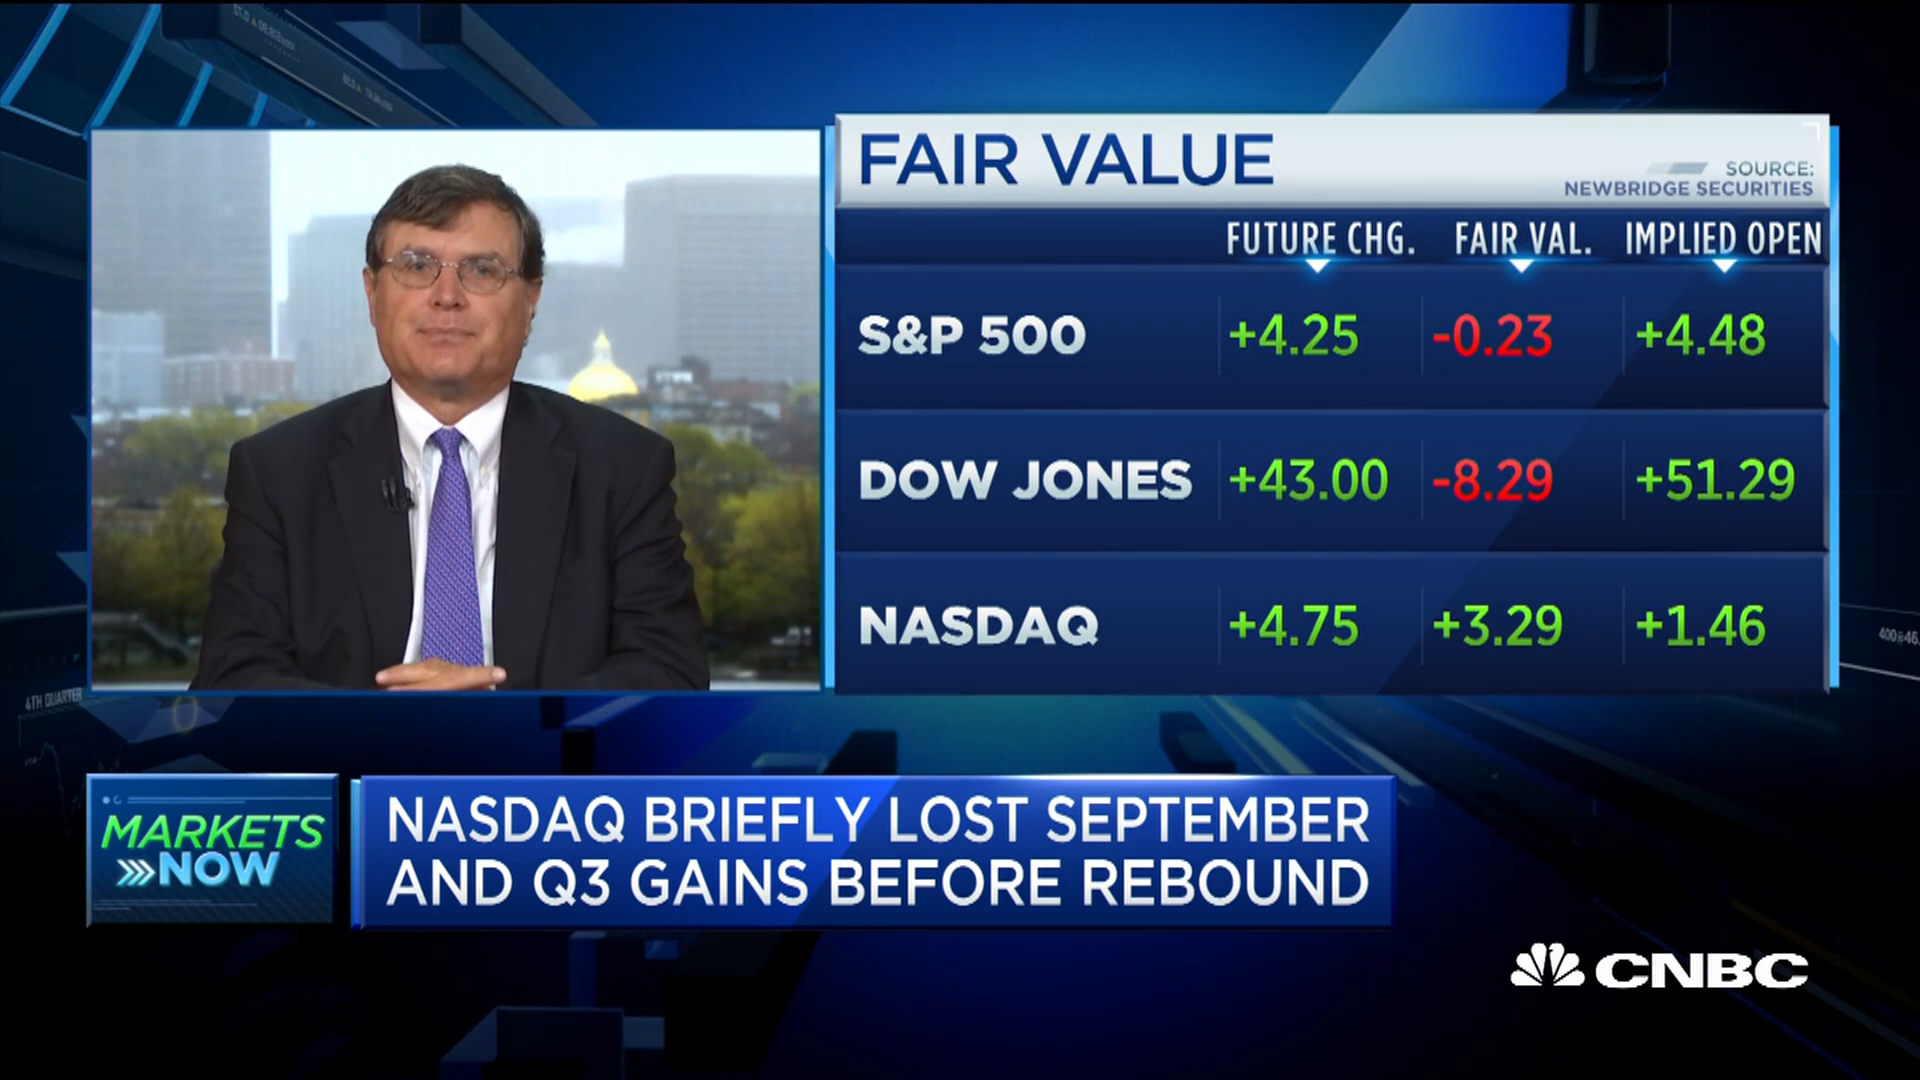 FAIR VALUE
SOURCE:
NEWBRIDGE SECURITIES
FUTURE CHG. FAIR VAL. IMPLIED OPEN
S&P 500 +4.25 -0.23 +4.48
DOW JONES +43.00 -8.29 +51.29
NASDAQ +4.75 +3.29 +1.46
4TH QUARTER
MARKETS
NOW
NASDAQ BRIEFLY LOST SEPTEMBER
AND Q3 GAINS BEFORE REBOUND
CNBC